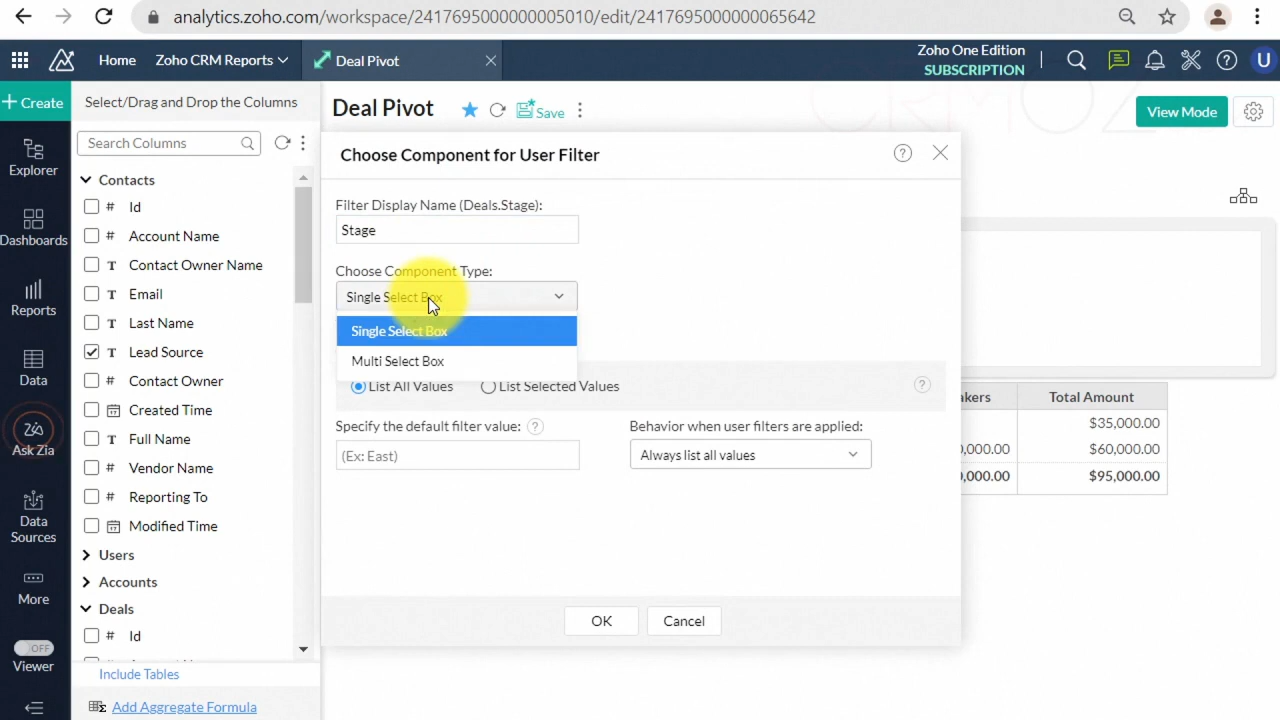 analytics.zoho.com/workspace/2417695000000005010/edit/2417695000000065642
Home
Zoho CRM Reports
Deal Pivot
Zoho One Edition
SUBSCRIPTION
U
Create
Select/Drag and Drop the Columns
Deal Pivot
Save
View Mode
Search Columns
Explorer
Dashboards
Reports
Data
Ask Zia
Data
Sources
More
OFF
Viewer
Contacts
# Id
# Account Name
T Contact Owner Name
T Email
T Last Name
T Lead Source
# Contact Owner
Created Time
T Full Name
# Vendor Name
# Reporting To
Modified Time
Users
Accounts
Deals
# Id
Include Tables
Add Aggregate Formula
Choose Component for User Filter
Filter Display Name (Deals.Stage):
Stage
Choose Component Type:
Single Select Box
Single Select Box
Multi Select Box
List All Values
List Selected Values
Specify the default filter value:
(Ex: East)
Behavior when user filters are applied:
Always list all values
OK
Cancel
akers
Total Amount
$35,000.00
,000.00
$60,000.00
,000.00
$95,000.00